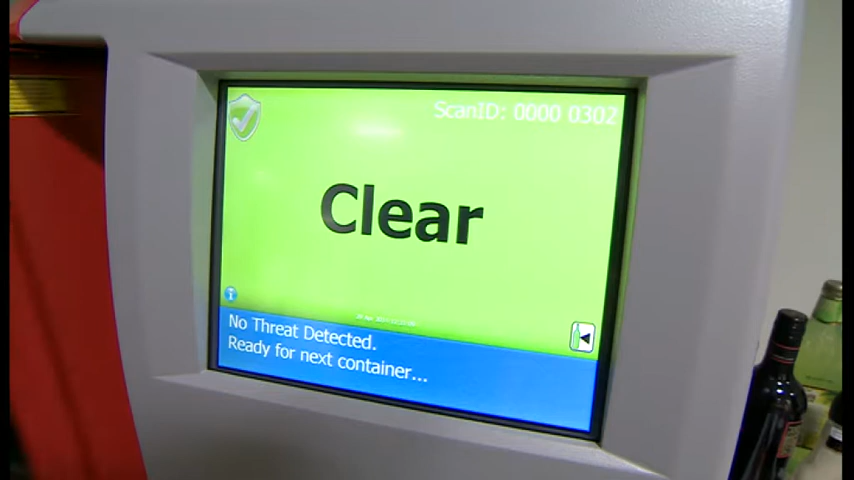 ScanID: 0000 0302
Clear
No Threat Detected.
Ready for next container...